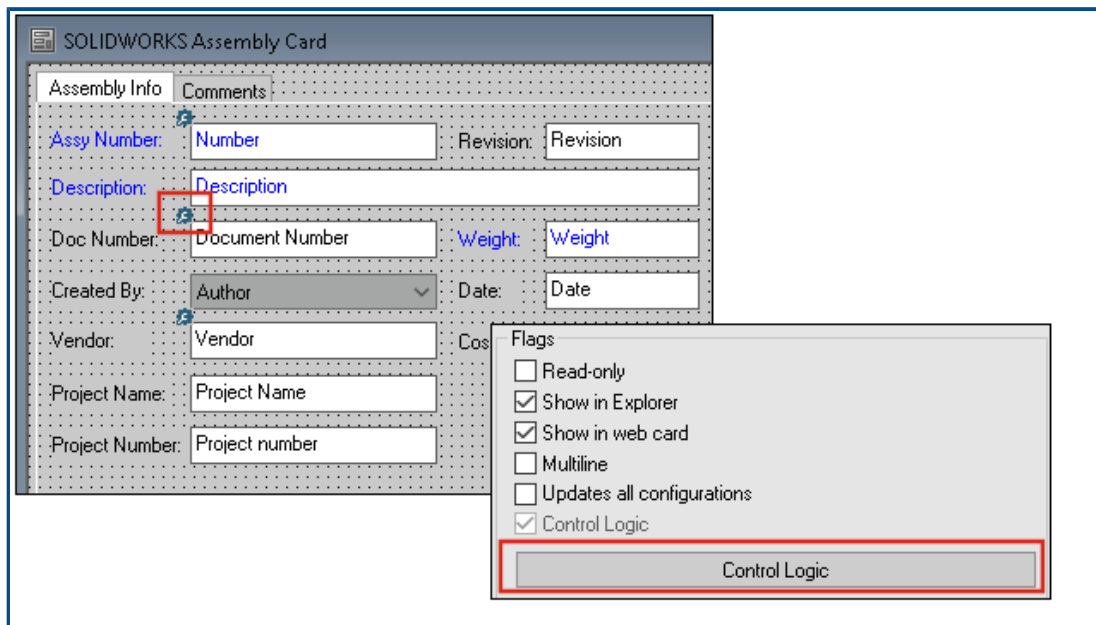 SOLIDWORKS Assembly Card
Assembly Info Comments
Assy Number: Number Revision: Revision
Description: Description
Doc Number: Document Number Weight: Weight
Created By: Author Date: Date
Vendor: Vendor Cos
Project Name: Project Name
Project Number: Project number
Flags
Read-only
Show in Explorer
Show in web card
Multiline
Updates all configurations
Control Logic
Control Logic